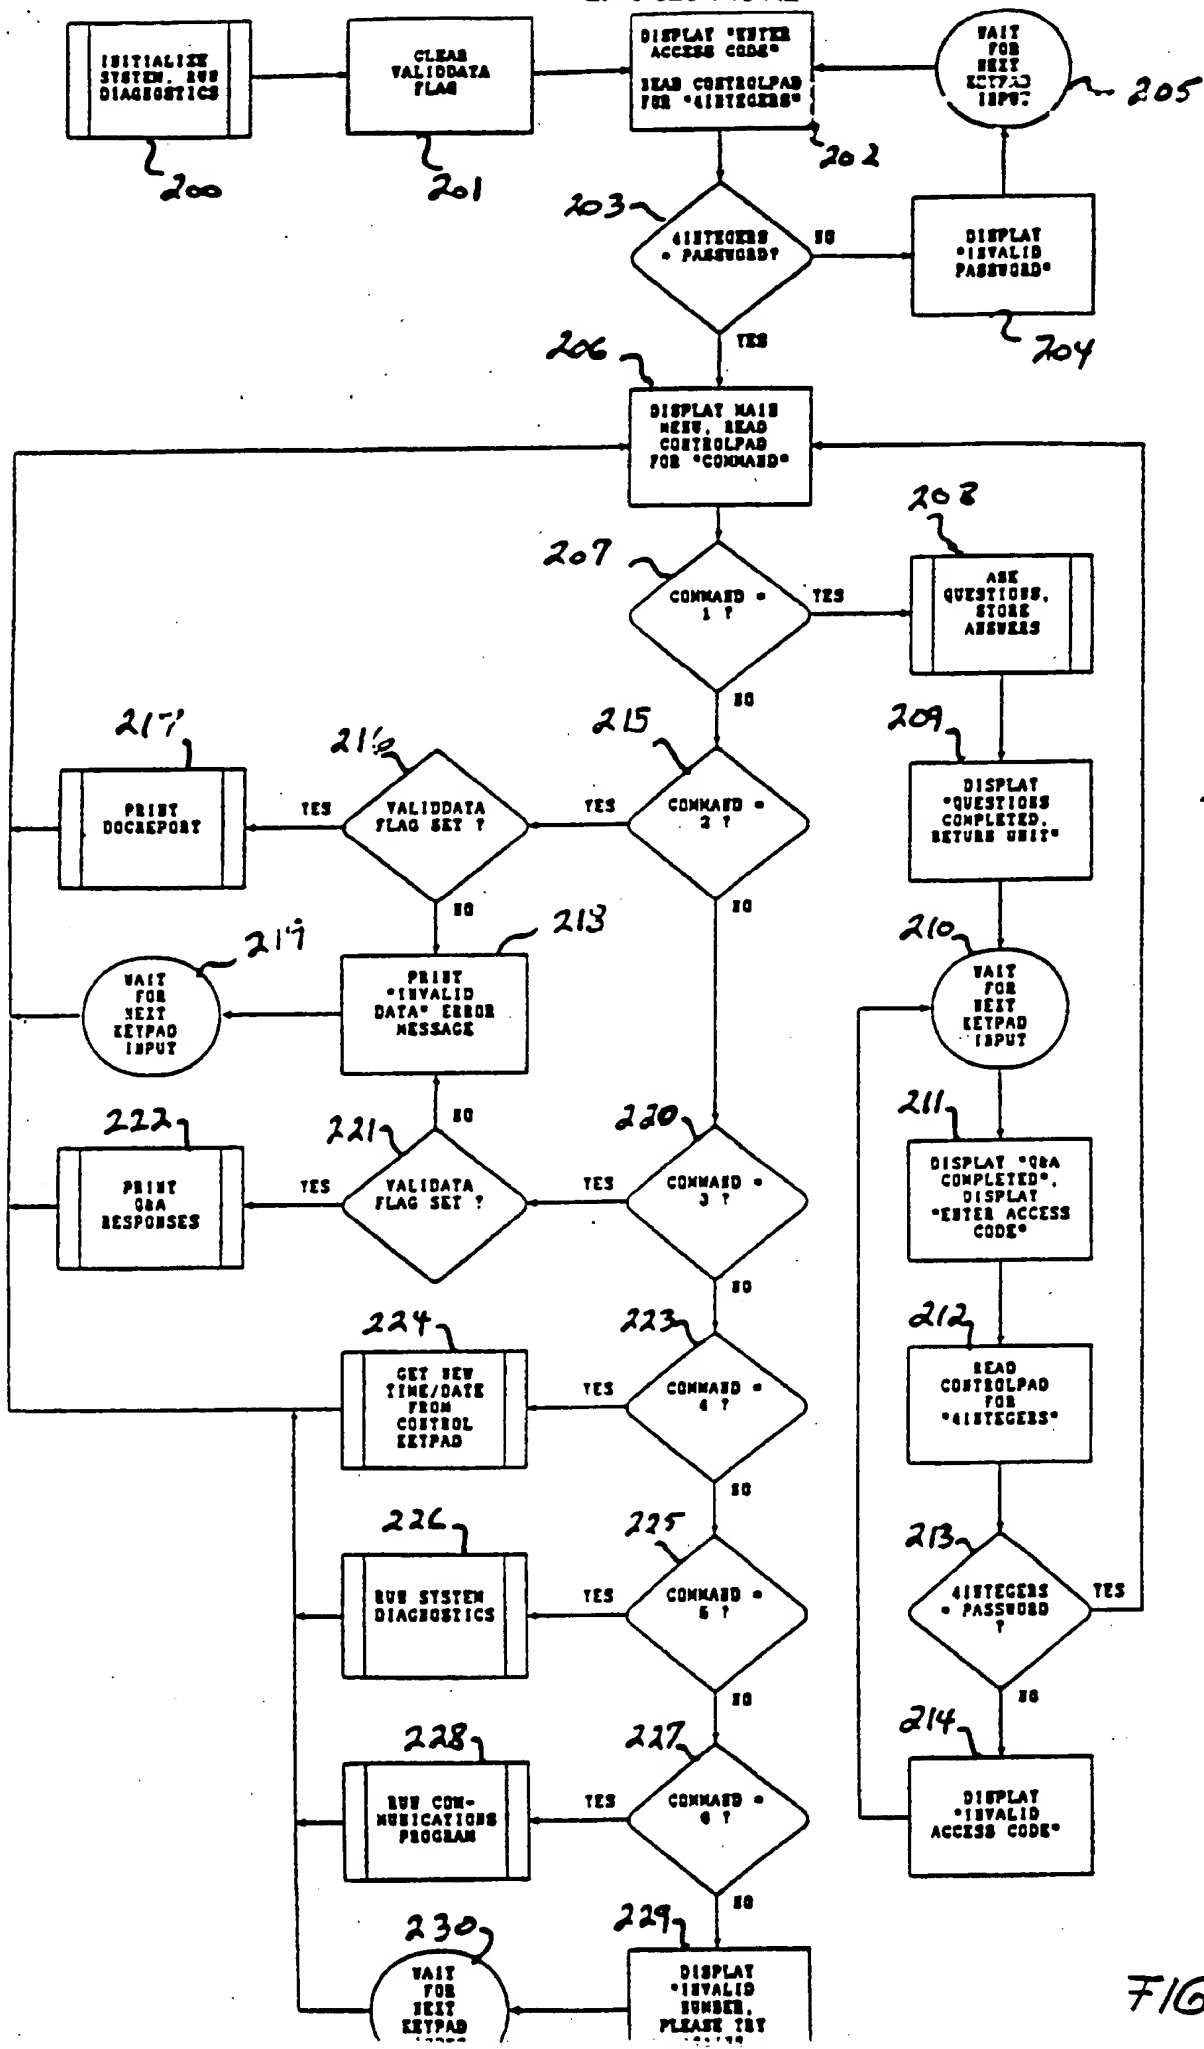 INITIALIZE
SYSTEM, RUN
DIAGNOSTICS
200
CLEAR
VALIDDATA
FLAG
201
DISPLAY "ENTER
ACCESS CODE"
READ CONTROLPAD
FOR "4INTEGERS"
202
WAIT
FOR
NEXT
KEYPAD
INPUT
205
203
4INTEGERS
= PASSWORD?
NO
YES
DISPLAY
"INVALID
PASSWORD"
204
206
DISPLAY MAIN
MENU, READ
CONTROLPAD
FOR "COMMAND"
207
COMMAND =
1 ?
YES
NO
208
ASK
QUESTIONS,
STORE
ANSWERS
209
DISPLAY
"QUESTIONS
COMPLETED,
RETURN UNIT"
215
COMMAND =
2 ?
YES
NO
216
VALIDDATA
FLAG SET ?
YES
NO
217
PRINT
DOCREPORT
218
PRINT
"INVALID
DATA" ERROR
MESSAGE
219
WAIT
FOR
NEXT
KEYPAD
INPUT
210
WAIT
FOR
NEXT
KEYPAD
INPUT
211
DISPLAY "Q&A
COMPLETED",
DISPLAY
"ENTER ACCESS
CODE"
220
COMMAND =
3 ?
YES
NO
221
VALIDATA
FLAG SET ?
YES
NO
222
PRINT
Q&A
RESPONSES
212
READ
CONTROLPAD
FOR
"4INTEGERS"
223
COMMAND =
4 ?
YES
NO
224
GET NEW
TIME/DATE
FROM
CONTROL
KEYPAD
213
4INTEGERS
= PASSWORD
?
YES
NO
225
COMMAND =
5 ?
YES
NO
226
RUN SYSTEM
DIAGNOSTICS
214
DISPLAY
"INVALID
ACCESS CODE"
227
COMMAND =
6 ?
YES
NO
228
RUN COM-
MUNICATIONS
PROGRAM
229
DISPLAY
"INVALID
NUMBER,
PLEASE TRY
230
WAIT
FOR
NEXT
KEYPAD
FIG